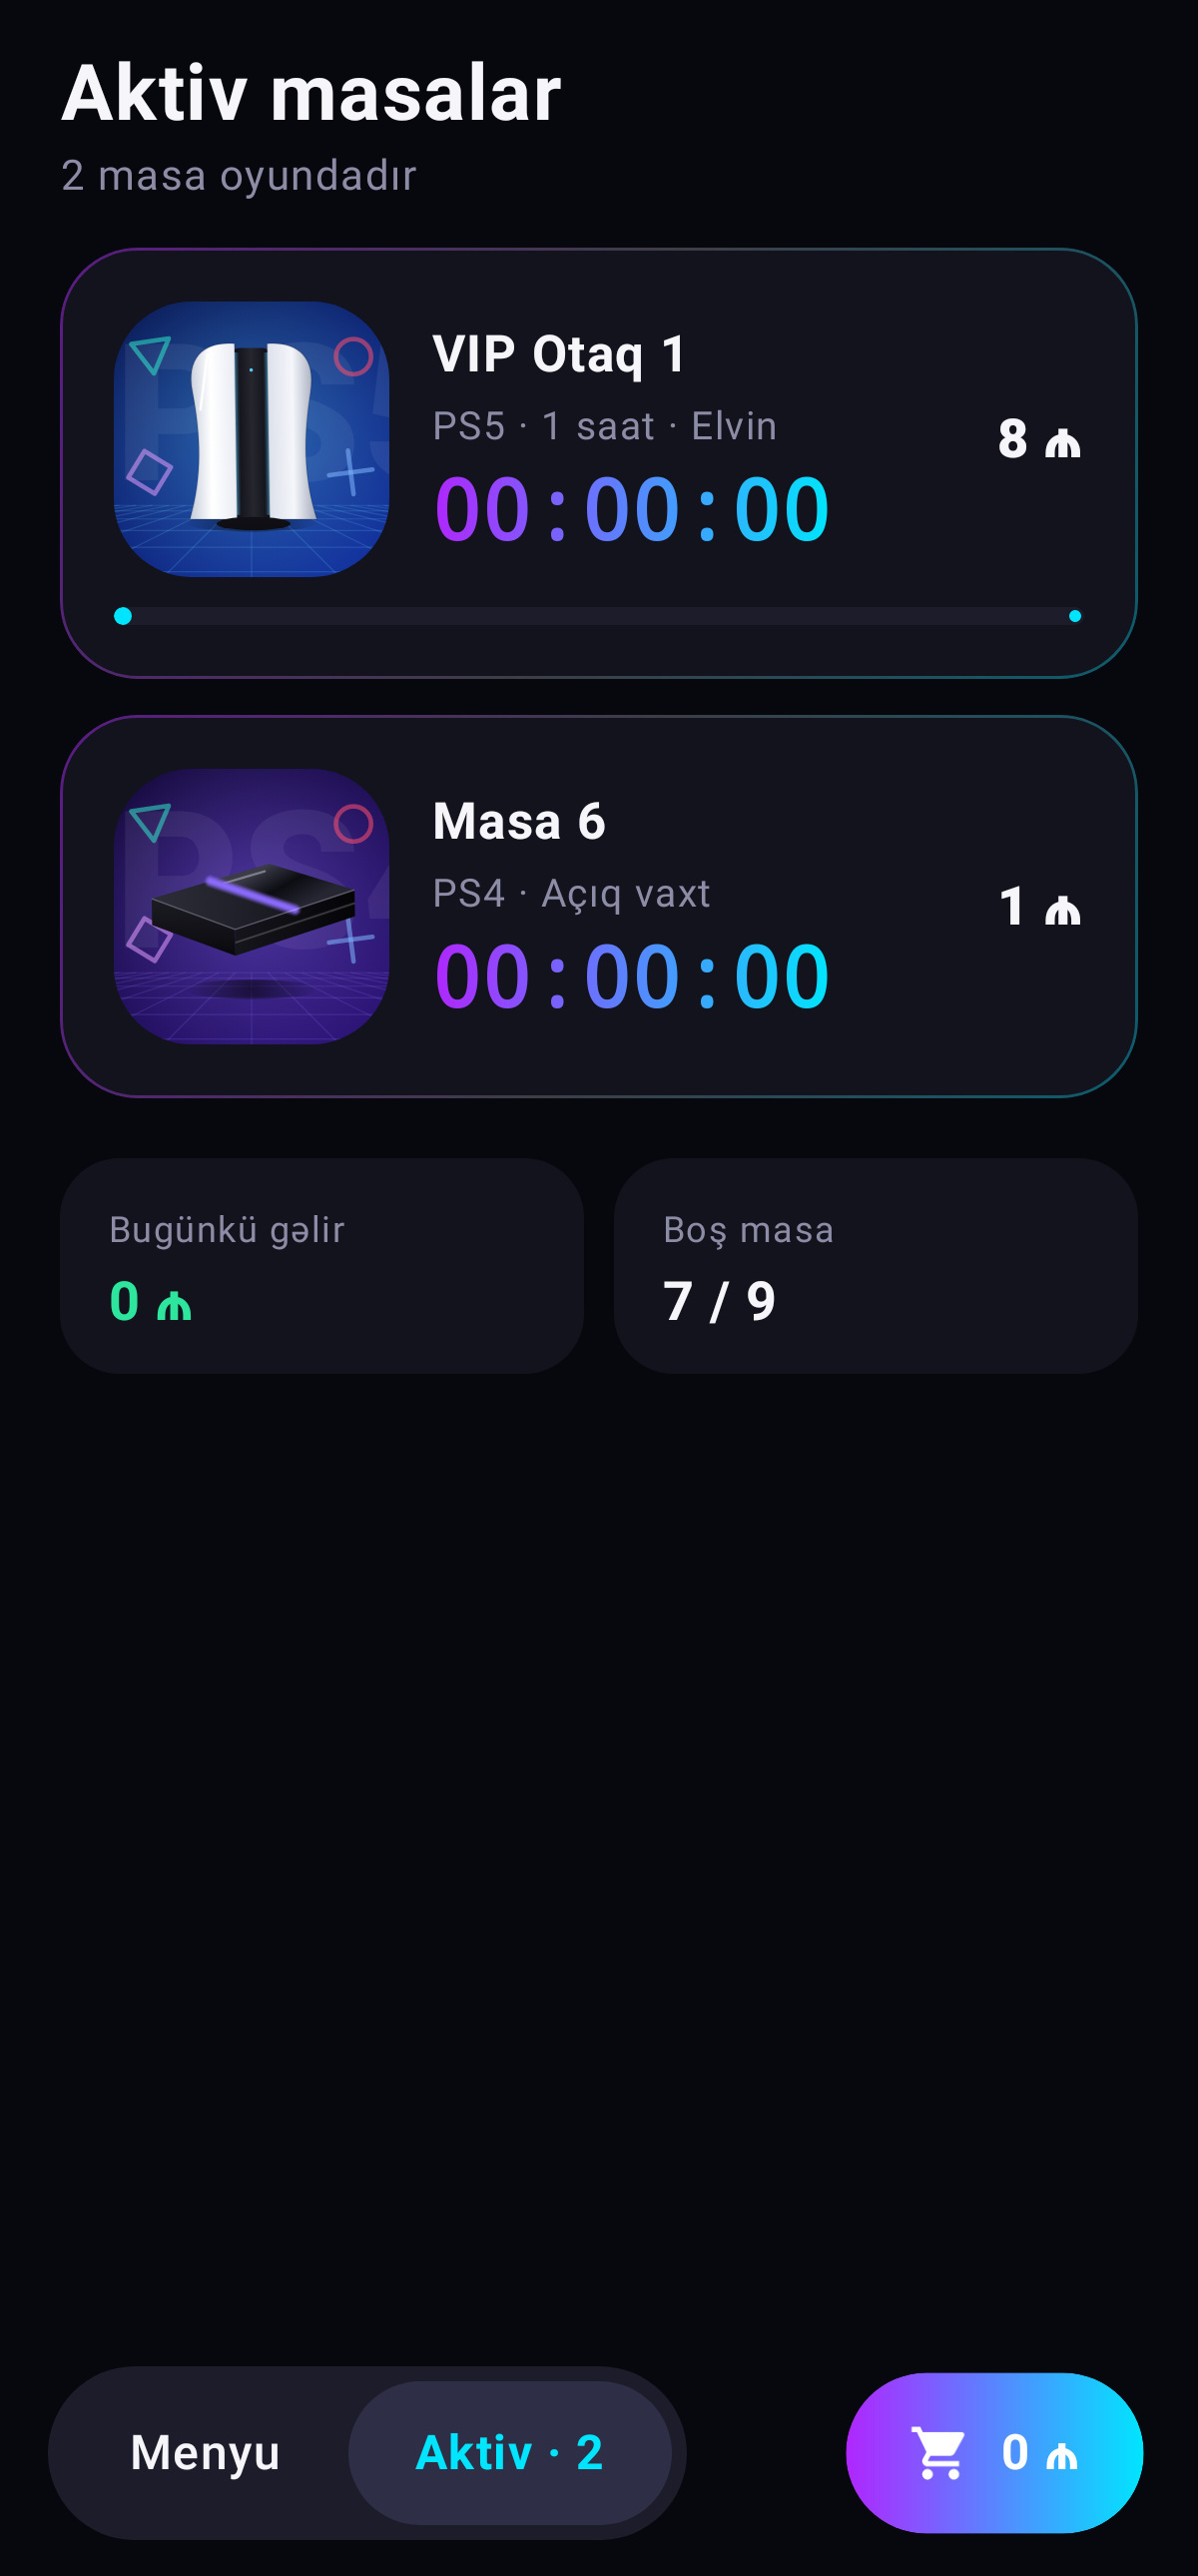 Aktiv masalar
2 masa oyundadır
VIP Otaq 1
PS5 · 1 saat · Elvin
8 ₼
00:00:00
Masa 6
PS4 · Açıq vaxt
1 ₼
00:00:00
Bugünkü gəlir
0 ₼
Boş masa
7 / 9
Menyu
Aktiv · 2
0 ₼